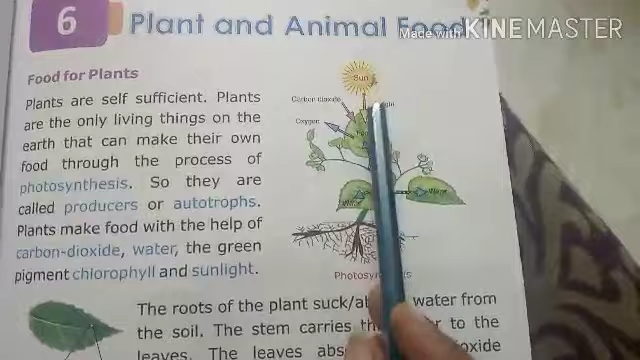 6
Plant and Animal Food
Made with KINEMASTER
Food for Plants
Plants are self sufficient. Plants
are the only living things on the
earth that can make their own
food through the process of
photosynthesis. So they are
called producers or autotrophs.
Plants make food with the help of
carbon-dioxide, water, the green
pigment chlorophyll and sunlight.
Sun
Carbon-dioxide
Oxygen
Water
Photosynthesis
The roots of the plant suck/ water from
the soil. The stem carries to the
leaves. The leaves